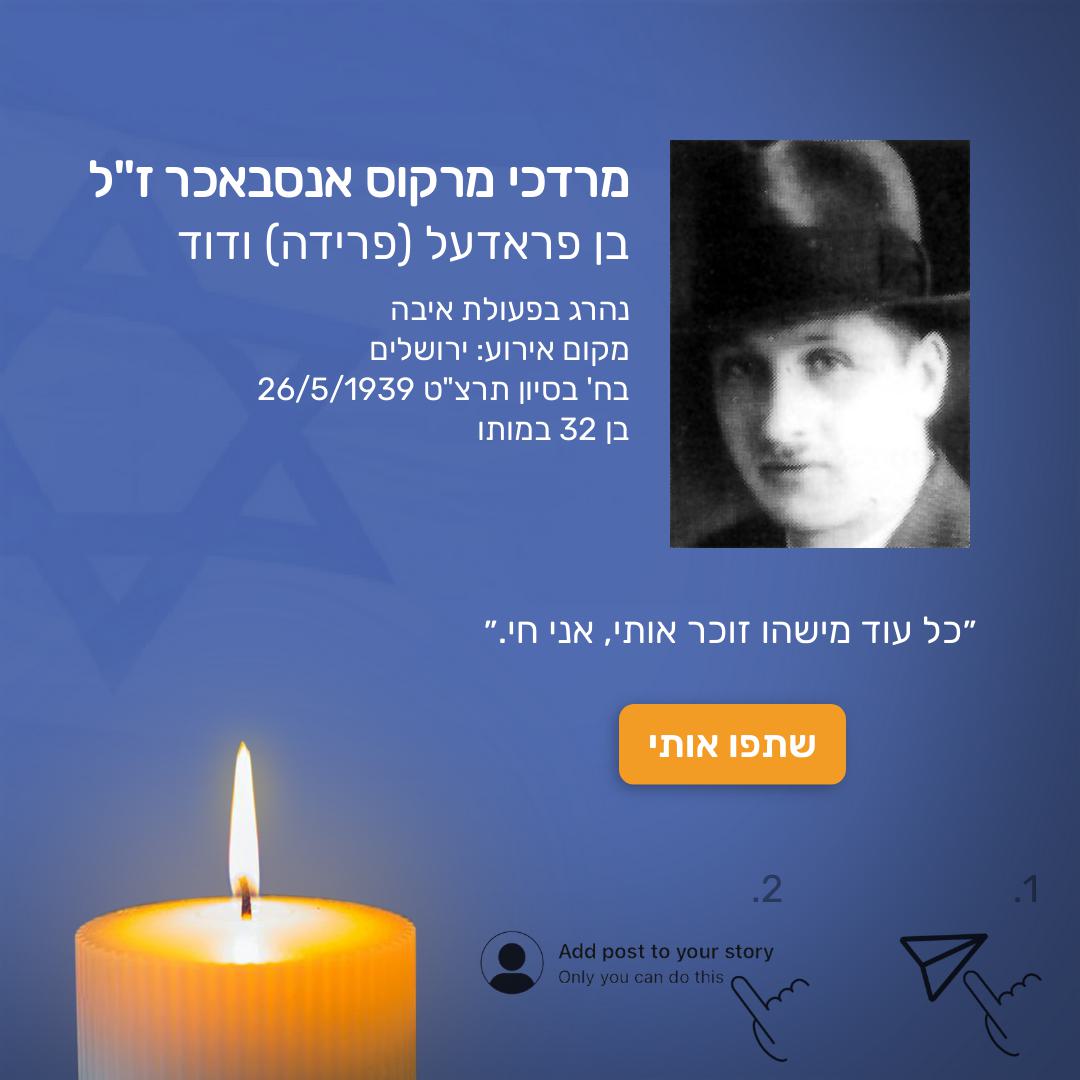 מרדכי מרקוס אנסבאכר ז"ל
בן פראדעל (פרידה) ודוד
נהרג בפעולת איבה
מקום אירוע: ירושלים
בח' בסיון תרצ"ט 26/5/1939
בן 32 במותו
״כל עוד מישהו זוכר אותי, אני חי.״
שתפו אותי
1.
2.
Add post to your story
Only you can do this